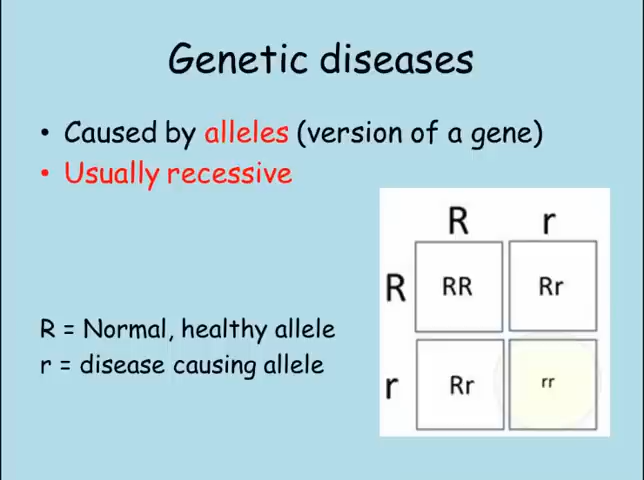 Genetic diseases
• Caused by alleles (version of a gene)
• Usually recessive
R = Normal, healthy allele
r = disease causing allele
R r
R RR Rr
r Rr rr